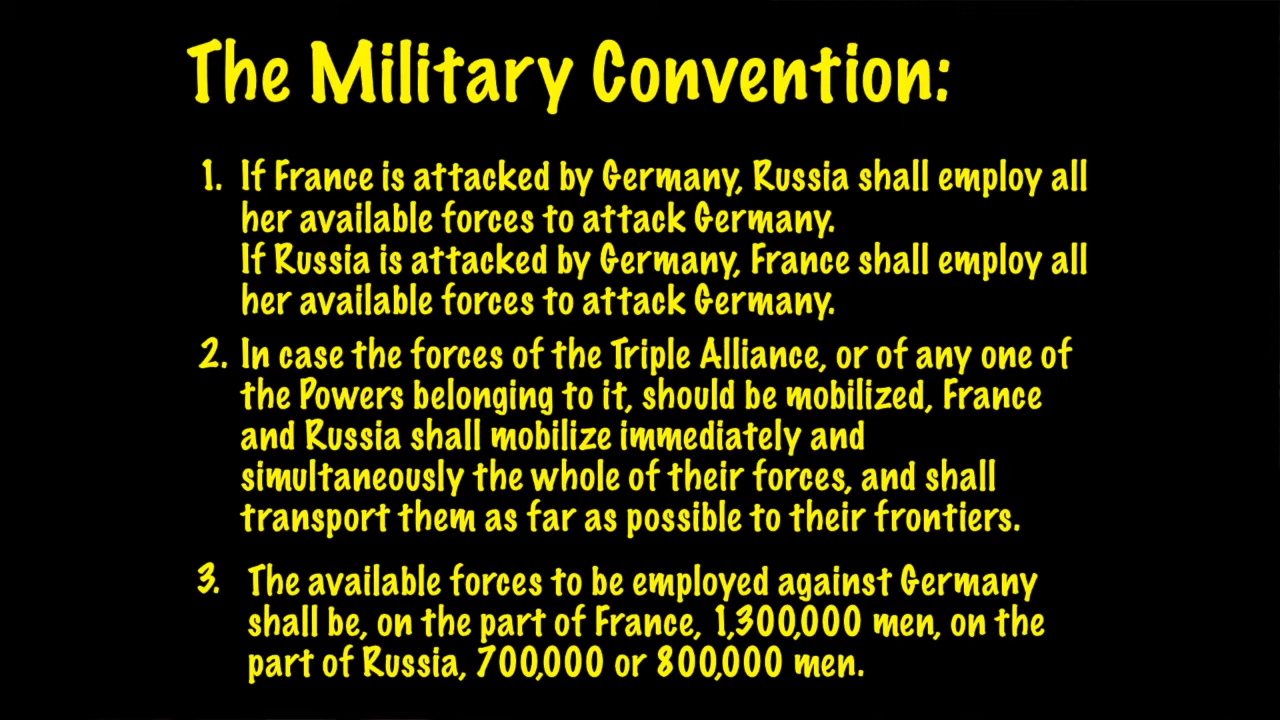 The Military Convention:
1. If France is attacked by Germany, Russia shall employ all
her available forces to attack Germany.
If Russia is attacked by Germany, France shall employ all
her available forces to attack Germany.
2. In case the forces of the Triple Alliance, or of any one of
the Powers belonging to it, should be mobilized, France
and Russia shall mobilize immediately and
simultaneously the whole of their forces, and shall
transport them as far as possible to their frontiers.
3. The available forces to be employed against Germany
shall be, on the part of France, 1,300,000 men, on the
part of Russia, 700,000 or 800,000 men.